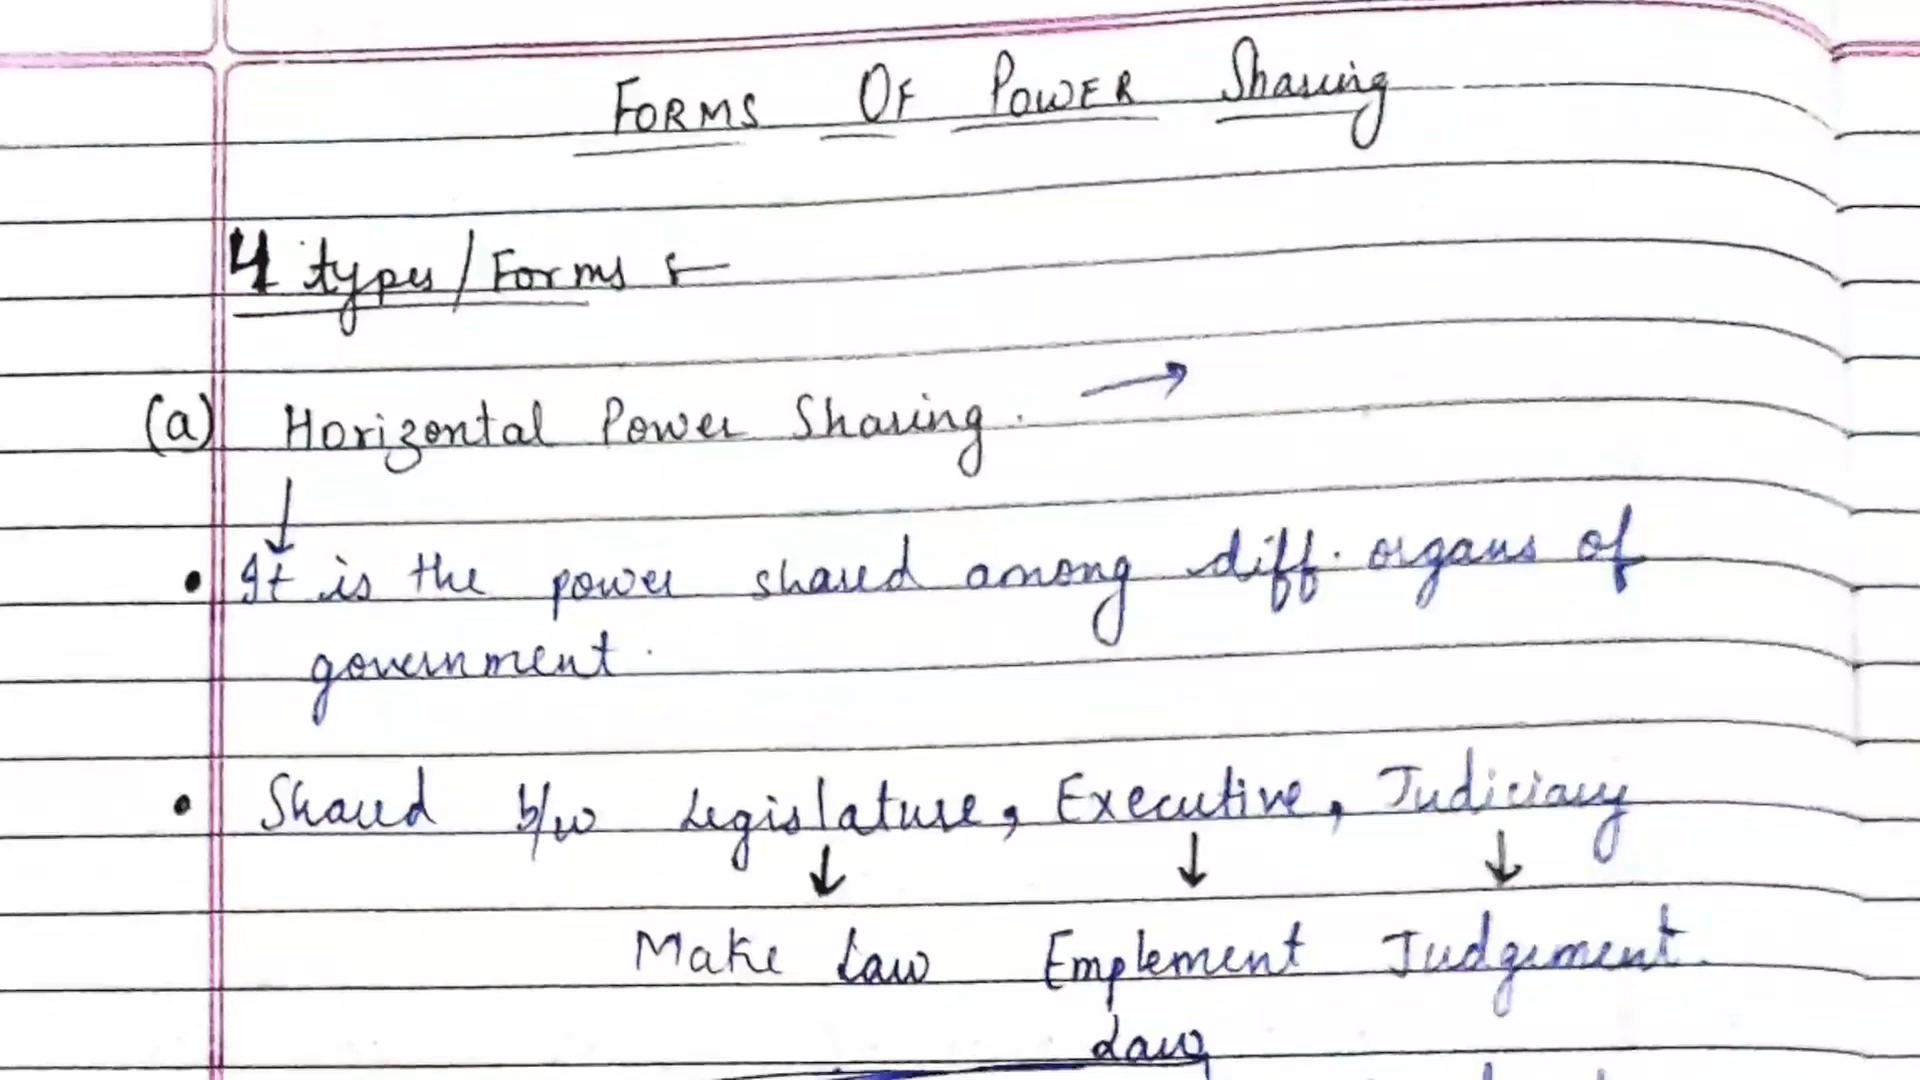 FORMS OF POWER Sharing
4 types/Forms :-
(a) Horizontal Power Sharing. →
↓
• It is the power shared among diff. organs of
government.
• Shared b/w Legislature, Executive, Judiciary
↓ ↓ ↓
Make Law Emplement Judgement.
Law